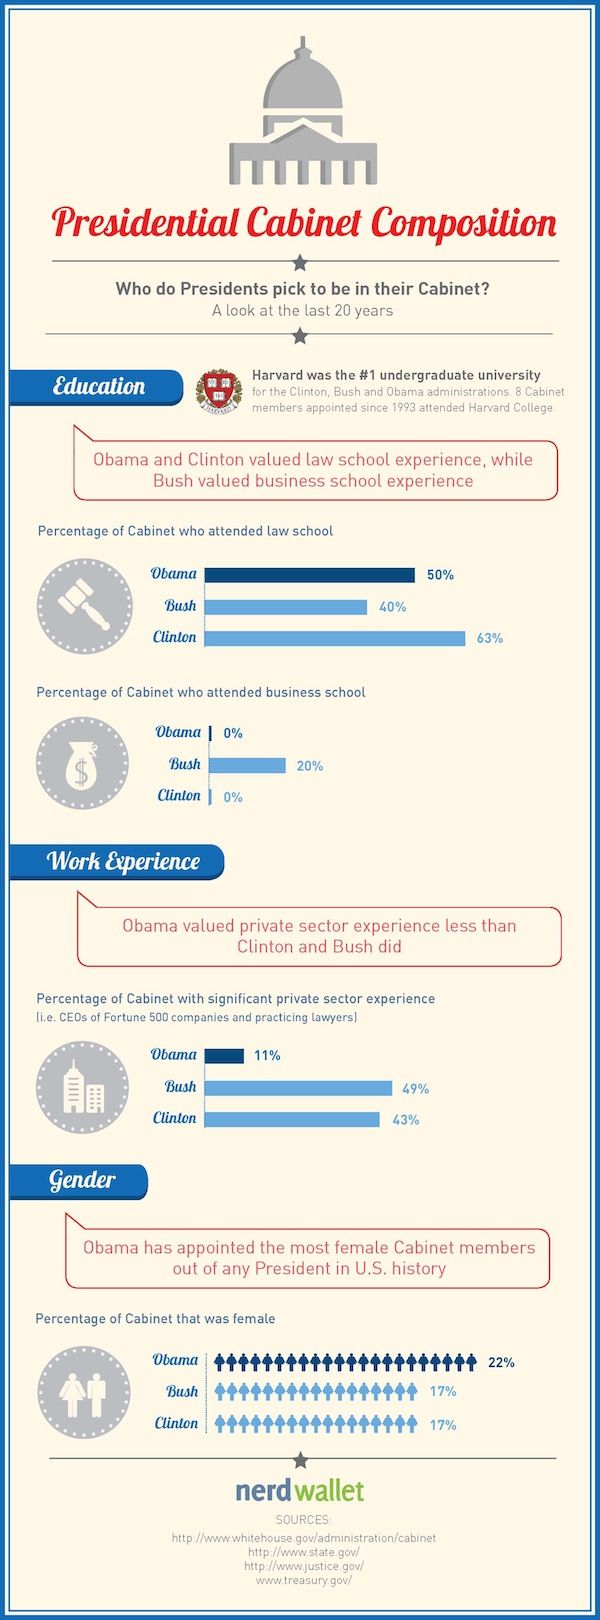 Presidential Cabinet Composition
Who do Presidents pick to be in their Cabinet?
A look at the last 20 years
Education
HARVARD
Harvard was the #1 undergraduate university
for the Clinton, Bush and Obama administrations. 8 Cabinet
members appointed since 1993 attended Harvard College.
Obama and Clinton valued law school experience, while
Bush valued business school experience
Percentage of Cabinet who attended law school
Obama 50%
Bush 40%
Clinton 63%
Percentage of Cabinet who attended business school
$
Obama 0%
Bush 20%
Clinton 0%
Work Experience
Obama valued private sector experience less than
Clinton and Bush did
Percentage of Cabinet with significant private sector experience
(i.e. CEOs of Fortune 500 companies and practicing lawyers)
Obama 11%
Bush 49%
Clinton 43%
Gender
Obama has appointed the most female Cabinet members
out of any President in U.S. history
Percentage of Cabinet that was female
Obama 22%
Bush 17%
Clinton 17%
nerdwallet
SOURCES:
http://www.whitehouse.gov/administration/cabinet
http://www.state.gov/
http://www.justice.gov/
www.treasury.gov/